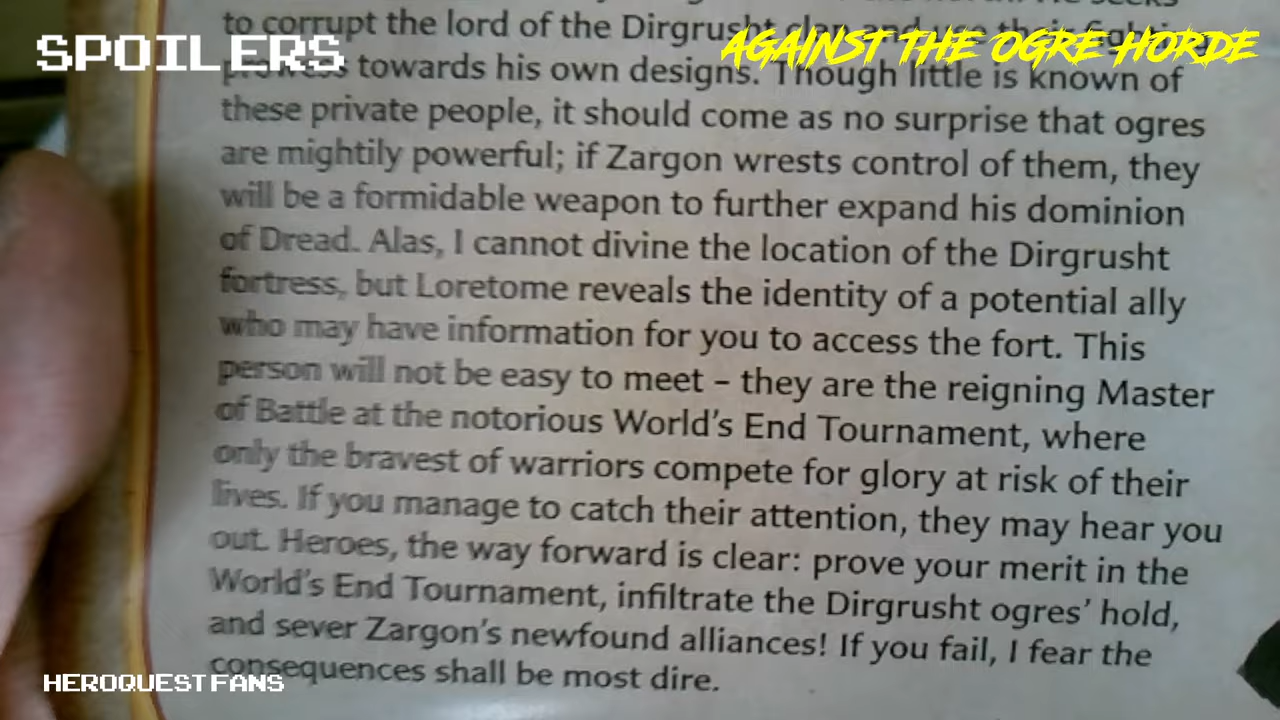 SPOILERS
AGAINST THE OGRE HORDE
to corrupt the lord of the Dirgrusht clan and use their
prowess towards his own designs. Though little is known of
these private people, it should come as no surprise that ogres
are mightily powerful; if Zargon wrests control of them, they
will be a formidable weapon to further expand his dominion
of Dread. Alas, I cannot divine the location of the Dirgrusht
fortress, but Loretome reveals the identity of a potential ally
who may have information for you to access the fort. This
person will not be easy to meet – they are the reigning Master
of Battle at the notorious World's End Tournament, where
only the bravest of warriors compete for glory at risk of their
lives. If you manage to catch their attention, they may hear you
out. Heroes, the way forward is clear: prove your merit in the
World's End Tournament, infiltrate the Dirgrusht ogres' hold,
and sever Zargon's newfound alliances! If you fail, I fear the
consequences shall be most dire.
HEROQUEST FANS